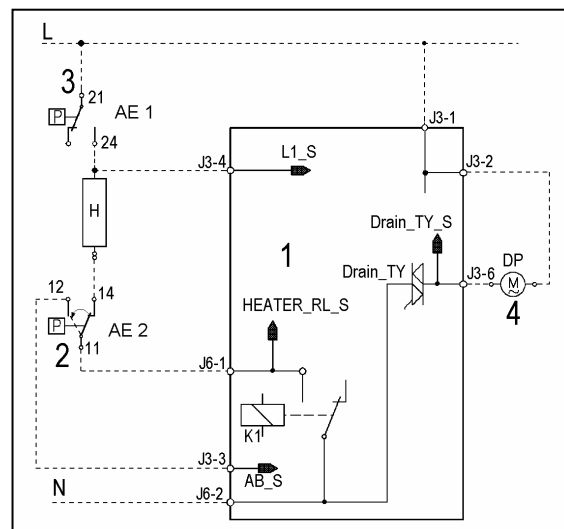 L
3
21
AE 1
P
24
J3-1
J3-4
L1_S
J3-2
H
Drain_TY_S
1
Drain_TY
DP
J3-6
M
4
12
14
HEATER_RL_S
P
AE 2
2
11
J6-1
K1
J3-3
AB_S
N
J6-2